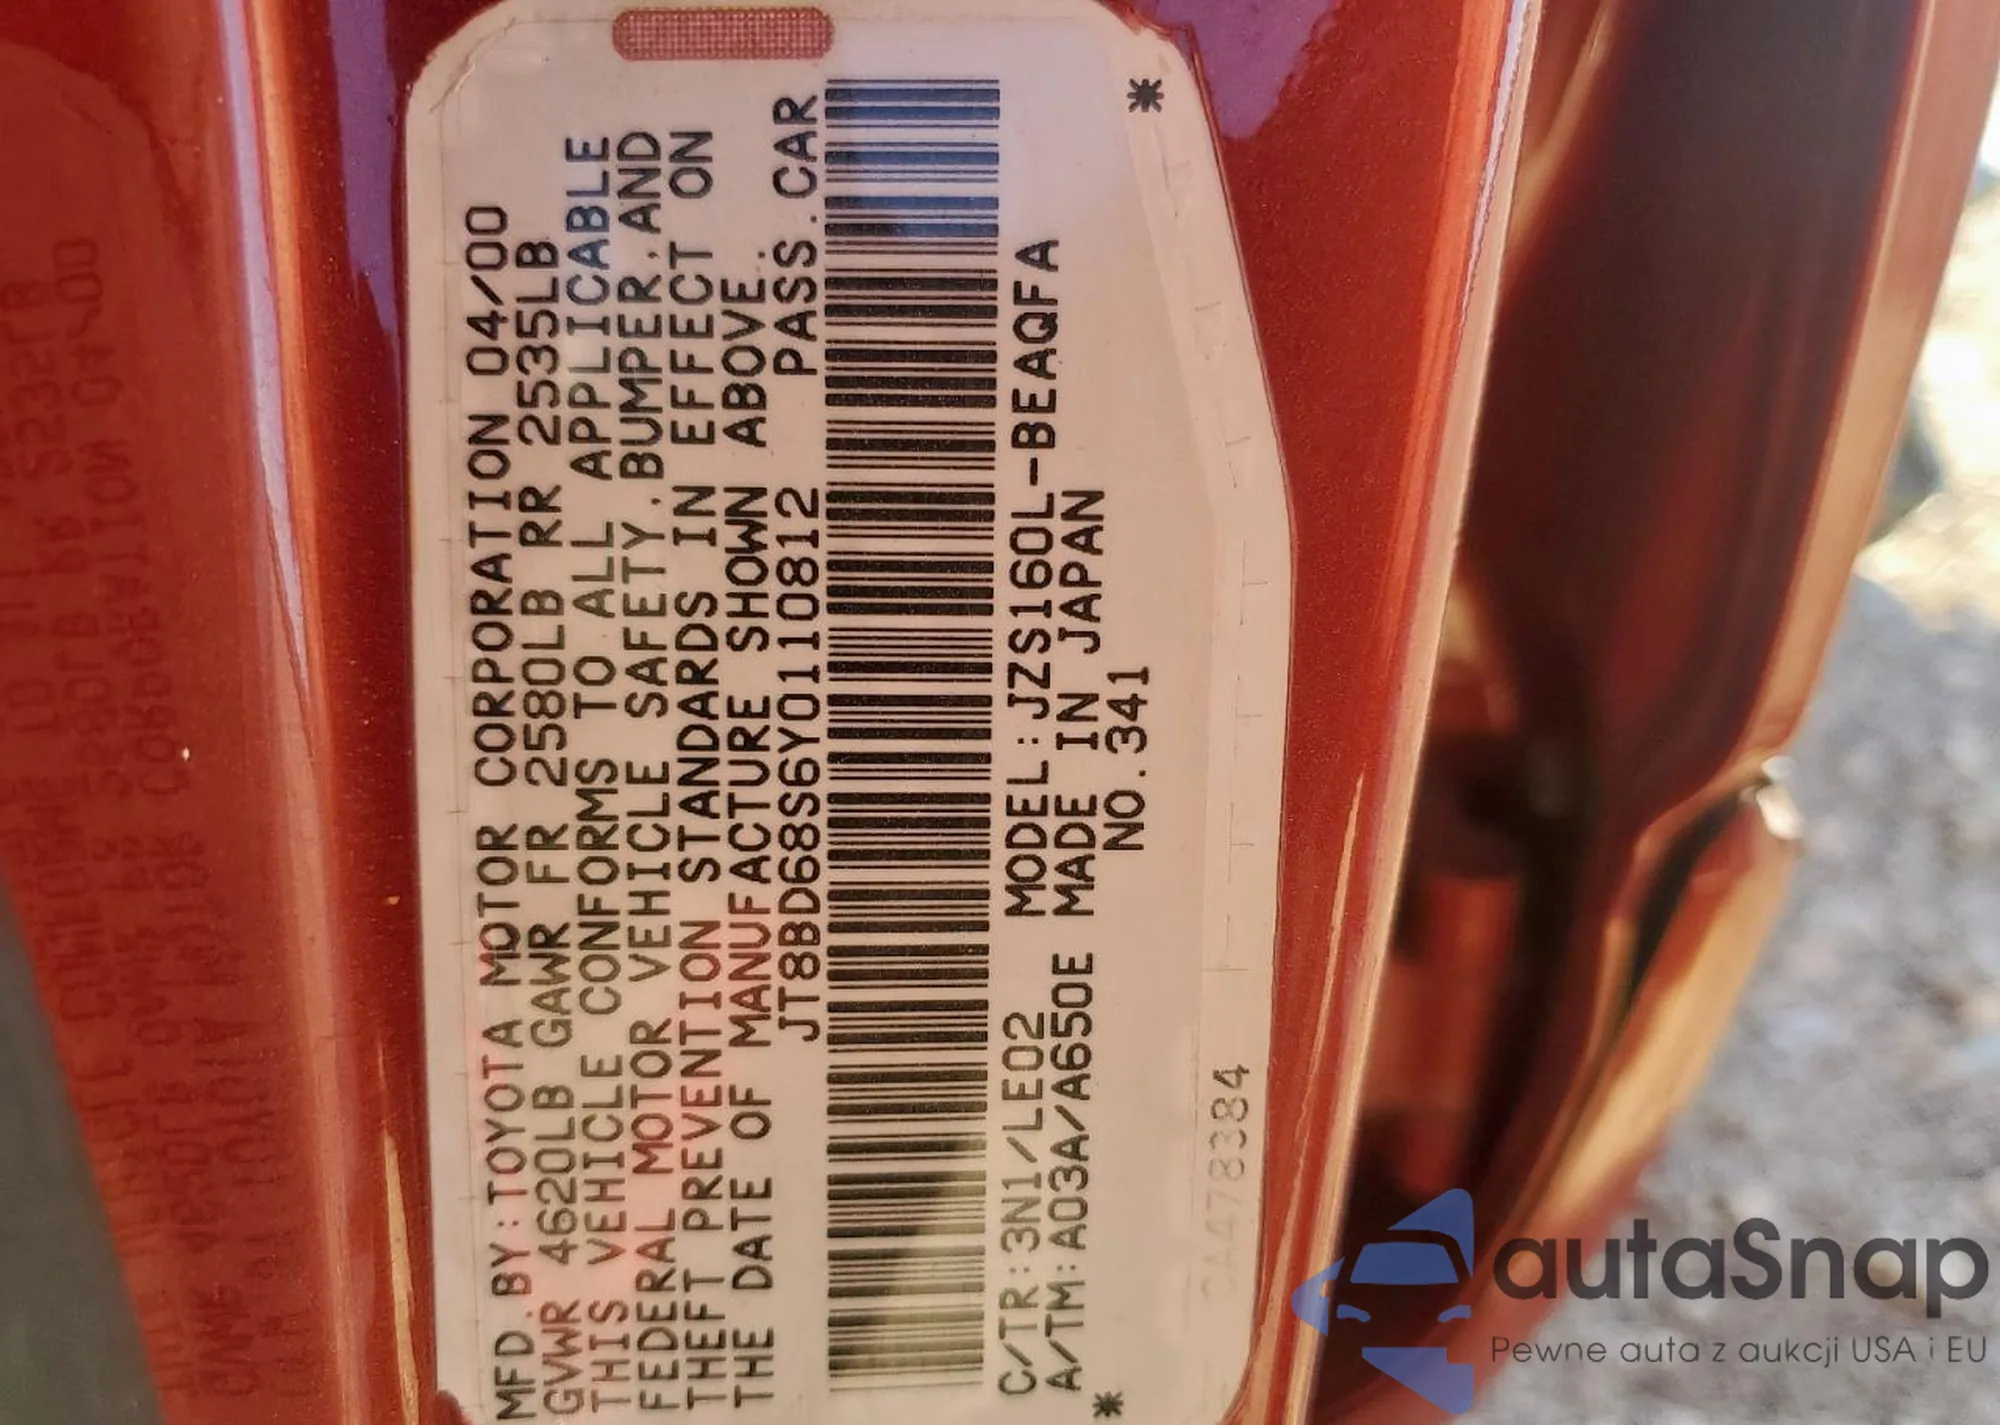 MFD.BY:TOYOTA MOTOR CORPORATION 04/00
GVWR 4620LB GAWR FR 2580LB RR 2535LB
THIS VEHICLE CONFORMS TO ALL APPLICABLE
FEDERAL MOTOR VEHICLE SAFETY,BUMPER,AND
THEFT PREVENTION STANDARDS IN EFFECT ON
THE DATE OF MANUFACTURE SHOWN ABOVE.
JT8BD68S6Y0110812 PASS.CAR
C/TR:3N1/LE02 MODEL:JZS160L-BEAQFA
A/TM:A03A/A650E MADE IN JAPAN
NO.341
autaSnap
Pewne auta z aukcji USA i EU